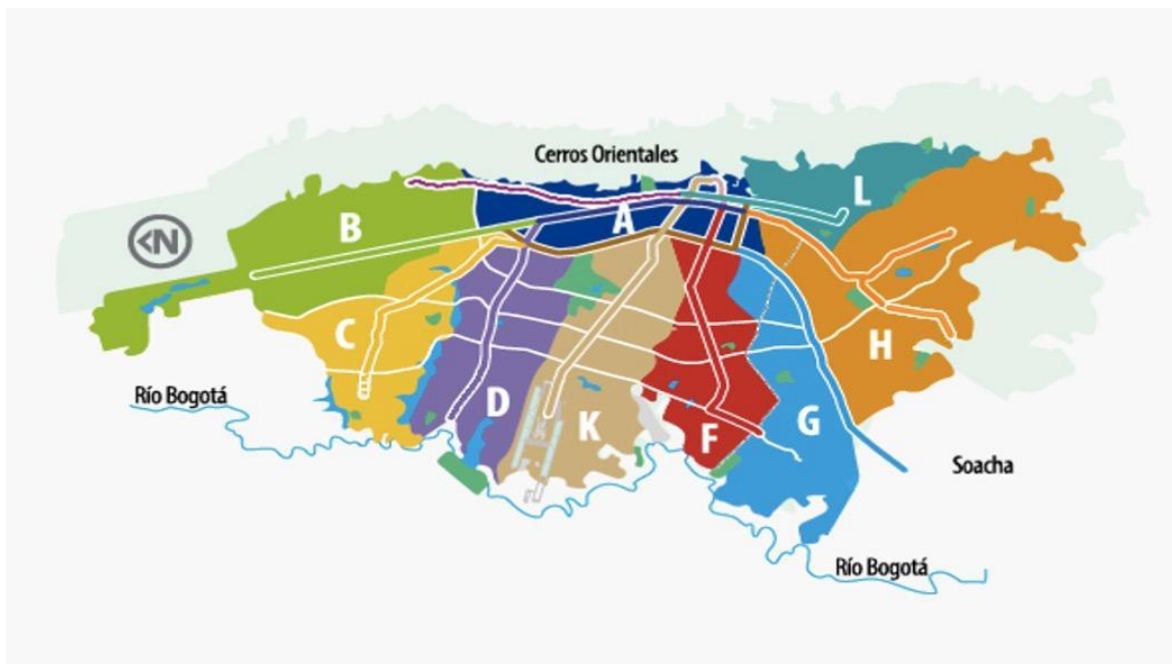 Cerros Orientales
L
B
A
<N
C
H
Río Bogotá
D
K
F
G
Soacha
Río Bogotá